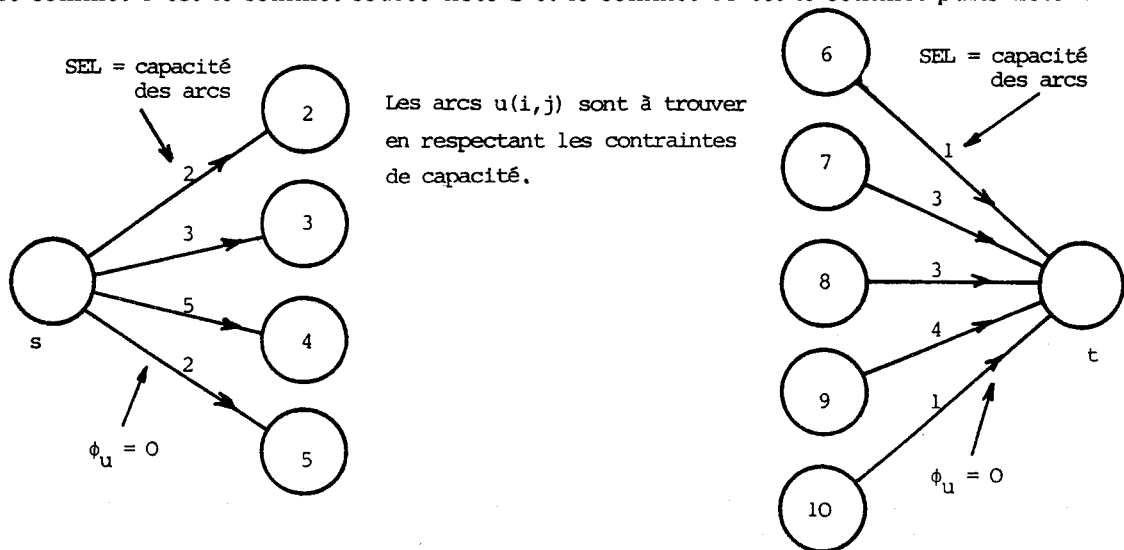 SEL = capacité
des arcs
2
3
5
2
s
ϕu = O
2
3
4
5
Les arcs u(i,j) sont à trouver
en respectant les contraintes
de capacité.
6
7
8
9
10
SEL = capacité
des arcs
1
3
3
4
1
t
ϕu = O